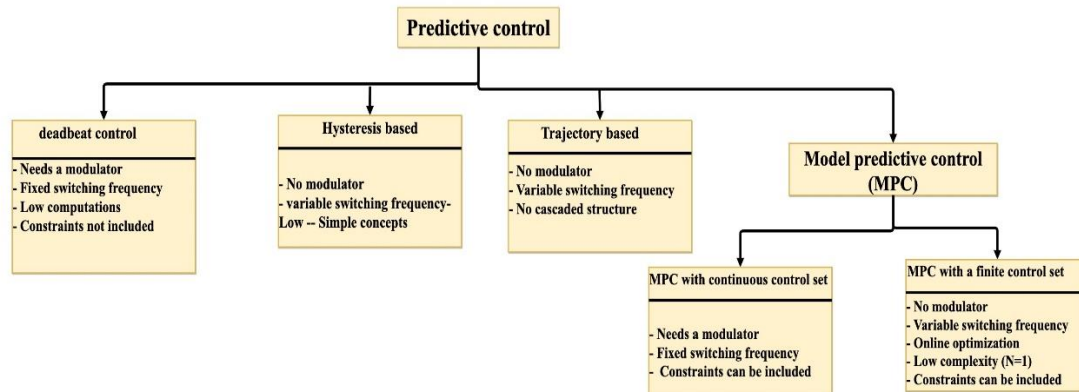 Predictive control
deadbeat control
- Needs a modulator
- Fixed switching frequency
- Low computations
- Constraints not included
Hysteresis based
- No modulator
- variable switching frequency-
Low -- Simple concepts
Trajectory based
- No modulator
- Variable switching frequency
- No cascaded structure
Model predictive control
(MPC)
MPC with continuous control set
- Needs a modulator
- Fixed switching frequency
- Constraints can be included
MPC with a finite control set
- No modulator
- Variable switching frequency
- Online optimization
- Low complexity (N=1)
- Constraints can be included